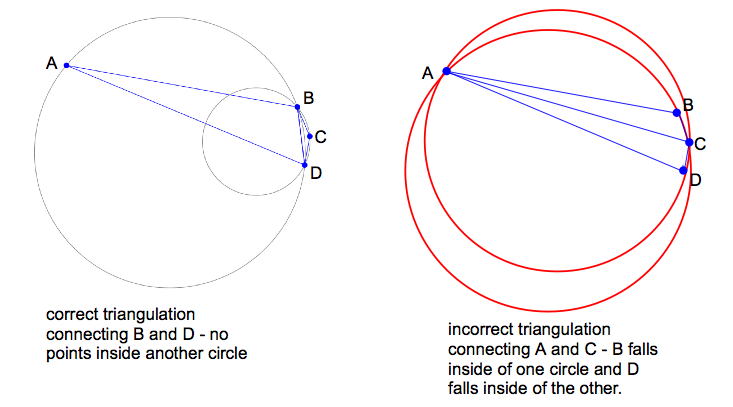 A
B
C
D
correct triangulation
connecting B and D - no
points inside another circle
A
B
C
D
incorrect triangulation
connecting A and C - B falls
inside of one circle and D
falls inside of the other.